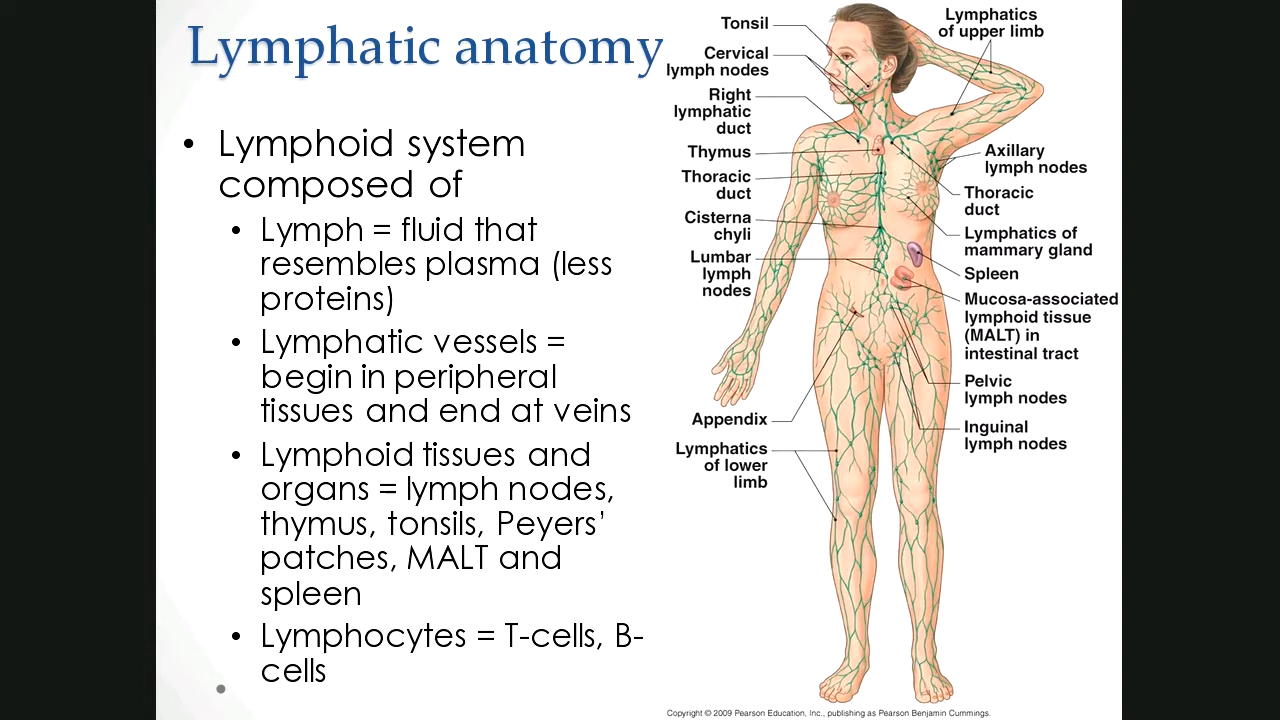 Lymphatic anatomy
• Lymphoid system
composed of
• Lymph = fluid that
resembles plasma (less
proteins)
• Lymphatic vessels =
begin in peripheral
tissues and end at veins
• Lymphoid tissues and
organs = lymph nodes,
thymus, tonsils, Peyers’
patches, MALT and
spleen
• Lymphocytes = T-cells, B-
cells
Tonsil
Cervical
lymph nodes
Right
lymphatic
duct
Thymus
Thoracic
duct
Cisterna
chyli
Lumbar
lymph
nodes
Appendix
Lymphatics
of lower
limb
Lymphatics
of upper limb
Axillary
lymph nodes
Thoracic
duct
Lymphatics of
mammary gland
Spleen
Mucosa-associated
lymphoid tissue
(MALT) in
intestinal tract
Pelvic
lymph nodes
Inguinal
lymph nodes
Copyright © 2009 Pearson Education, Inc., publishing as Pearson Benjamin Cummings.